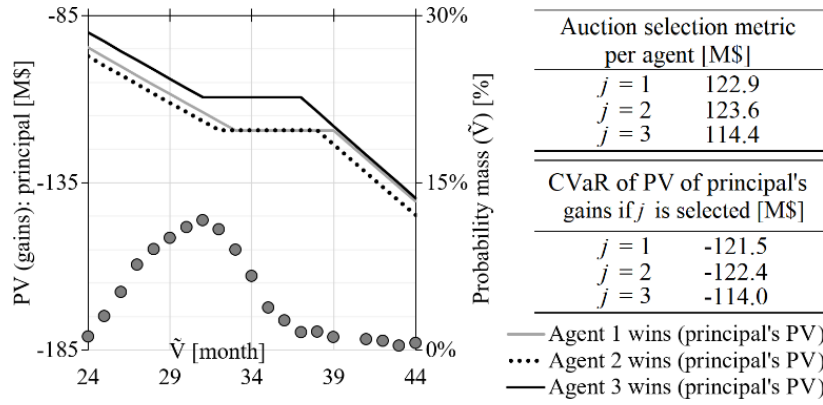 PV (gains): principal [M$]
-85
-135
-185
30%
15%
0%
Probability mass (Ṽ) [%]
Ṽ [month]
24 29 34 39 44
Auction selection metric
per agent [M$]
j = 1 122.9
j = 2 123.6
j = 3 114.4
CVaR of PV of principal's
gains if j is selected [M$]
j = 1 -121.5
j = 2 -122.4
j = 3 -114.0
Agent 1 wins (principal's PV)
Agent 2 wins (principal's PV)
Agent 3 wins (principal's PV)